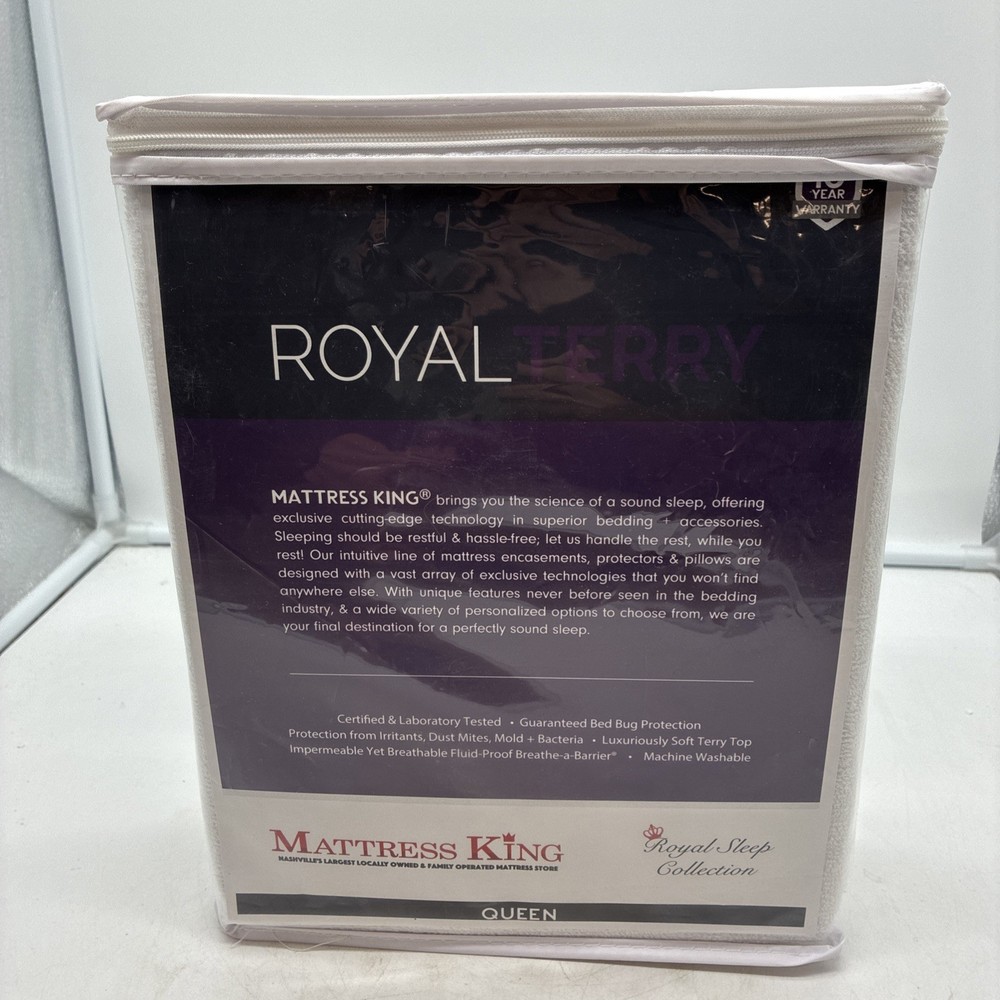 YEAR
WARRANTY
ROYALTERRY
MATTRESS KING® brings you the science of a sound sleep, offering
exclusive cutting-edge technology in superior bedding + accessories.
Sleeping should be restful & hassle-free; let us handle the rest, while you
rest! Our intuitive line of mattress encasements, protectors & pillows are
designed with a vast array of exclusive technologies that you won't find
anywhere else. With unique features never before seen in the bedding
industry, & a wide variety of personalized options to choose from, we are
your final destination for a perfectly sound sleep.
Certified & Laboratory Tested • Guaranteed Bed Bug Protection
Protection from Irritants, Dust Mites, Mold + Bacteria • Luxuriously Soft Terry Top
Impermeable Yet Breathable Fluid-Proof Breathe-a-Barrier® • Machine Washable
MATTRESS KING
NASHVILLE'S LARGEST LOCALLY OWNED & FAMILY OPERATED MATTRESS STORE
Royal Sleep
Collection
QUEEN